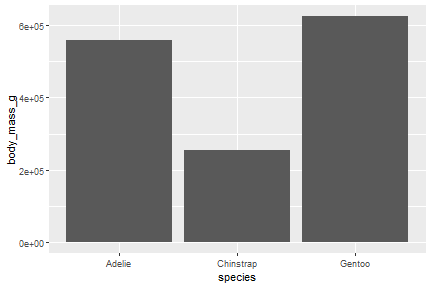 6e+05
4e+05
2e+05
0e+00
body_mass_g
Adelie
Chinstrap
Gentoo
species